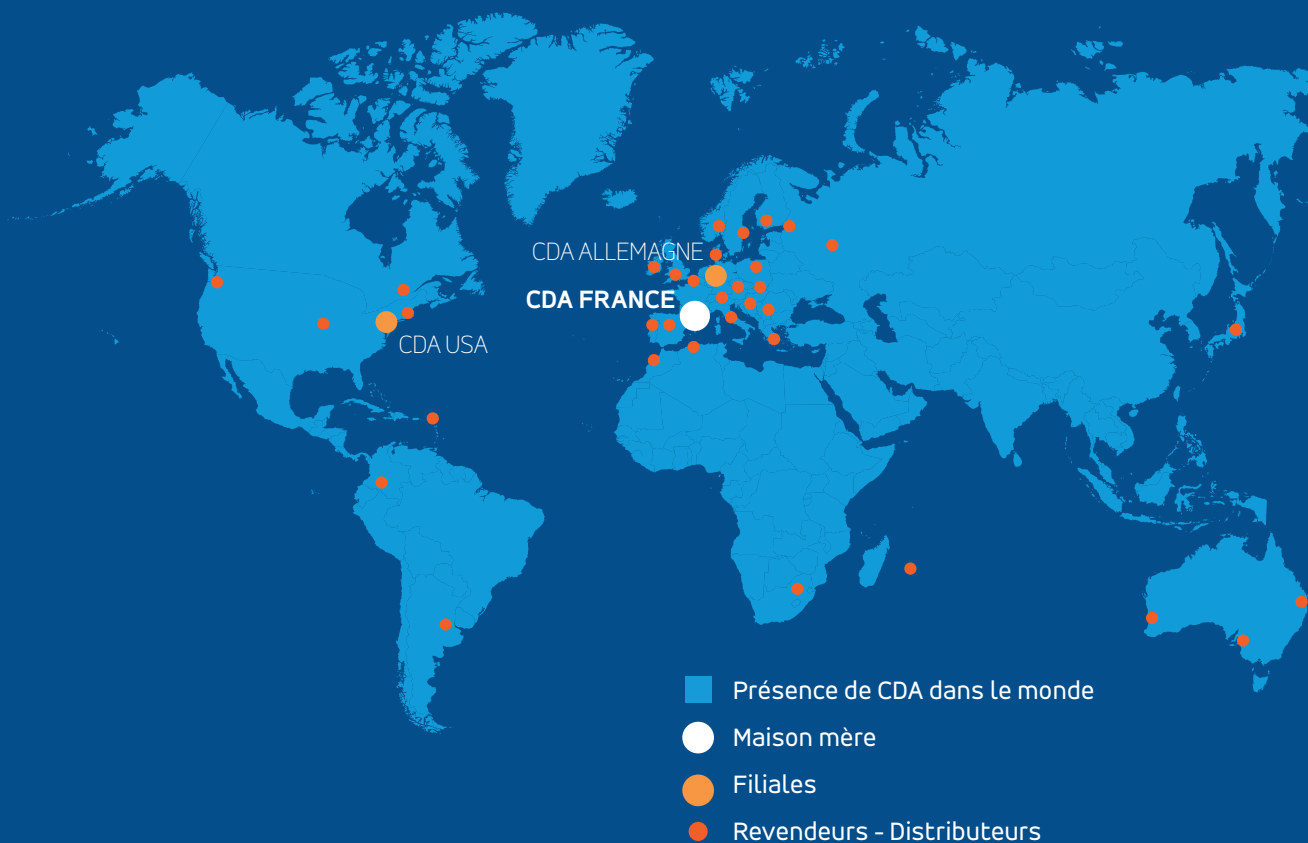 CDA ALLEMAGNE
CDA FRANCE
CDA USA
Présence de CDA dans le monde
Maison mère
Filiales
Revendeurs - Distributeurs